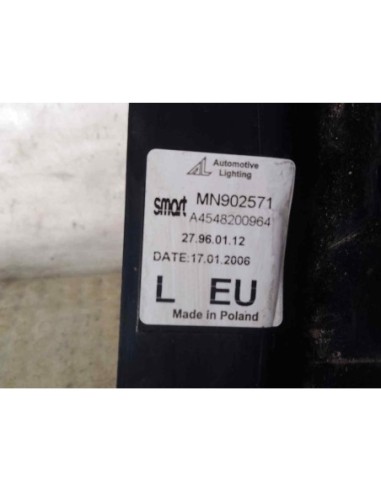 AL Automotive
Lighting
smart MN902571
A4548200964
27.96.01.12
DATE:17.01.2006
L EU
Made in Poland